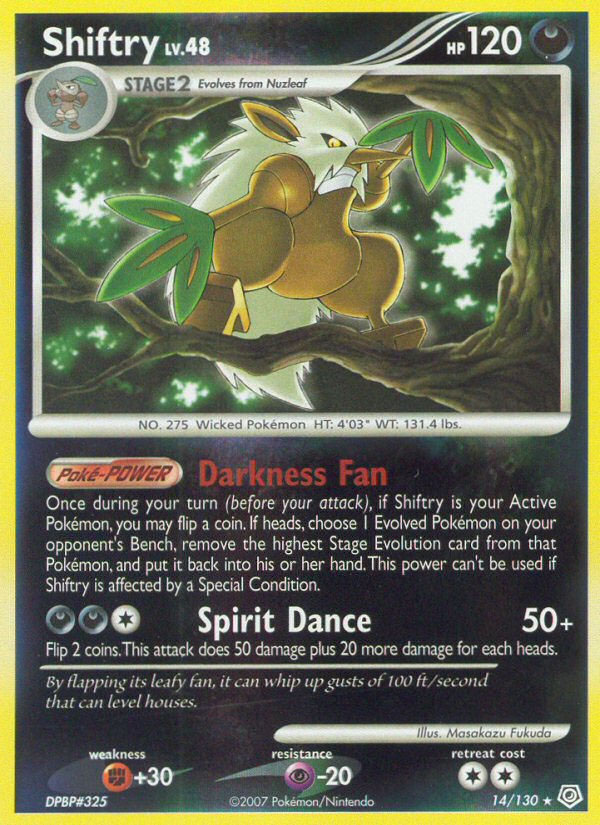 Shiftry LV.48 HP 120
STAGE2 Evolves from Nuzleaf
NO. 275 Wicked Pokémon HT: 4'03" WT: 131.4 lbs.
Poké-POWER Darkness Fan
Once during your turn (before your attack), if Shiftry is your Active
Pokémon, you may flip a coin. If heads, choose 1 Evolved Pokémon on your
opponent's Bench, remove the highest Stage Evolution card from that
Pokémon, and put it back into his or her hand. This power can't be used if
Shiftry is affected by a Special Condition.
Spirit Dance 50+
Flip 2 coins. This attack does 50 damage plus 20 more damage for each heads.
By flapping its leafy fan, it can whip up gusts of 100 ft/second
that can level houses.
Illus. Masakazu Fukuda
weakness resistance retreat cost
+30 -20
DPBP#325 ©2007 Pokémon/Nintendo 14/130 ★